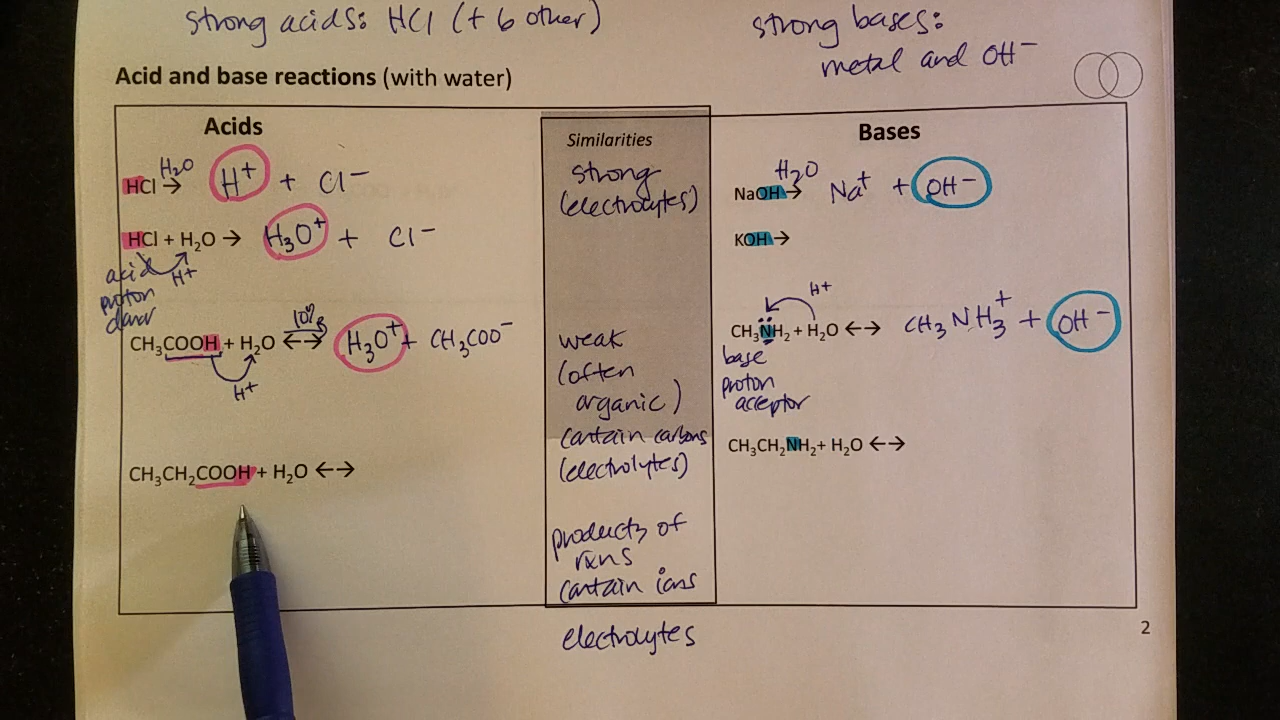 strong acids: HCl (+ 6 other)
strong bases:
metal and OH⁻
Acid and base reactions (with water)
Acids
HCl H₂O → H⁺ + Cl⁻
HCl + H₂O → H₃O⁺ + Cl⁻
acid H⁺
proton
donor
CH₃COOH + H₂O 10% ←→ H₃O⁺ + CH₃COO⁻
H⁺
CH₃CH₂COOH + H₂O ←→
Similarities
strong
(electrolytes)
weak
(often
organic)
contain carbons
(electrolytes)
products of
rxns
contain ions
electrolytes
Bases
NaOH H₂O → Na⁺ + OH⁻
KOH →
H⁺
CH₃NH₂ + H₂O ←→ CH₃NH₃⁺ + OH⁻
base
proton
acceptor
CH₃CH₂NH₂ + H₂O ←→
2